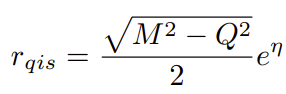 r_{qis} = \frac{\sqrt{M^2 - Q^2}}{2} e^{\eta}